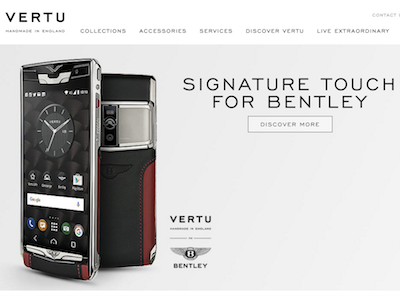 VERTU
HANDMADE IN ENGLAND
CONTACT
COLLECTIONS
ACCESSORIES
SERVICES
DISCOVER VERTU
LIVE EXTRAORDINARY
SIGNATURE TOUCH
FOR BENTLEY
DISCOVER MORE
VERTU
Google
VERTU
HANDMADE IN ENGLAND
B
BENTLEY